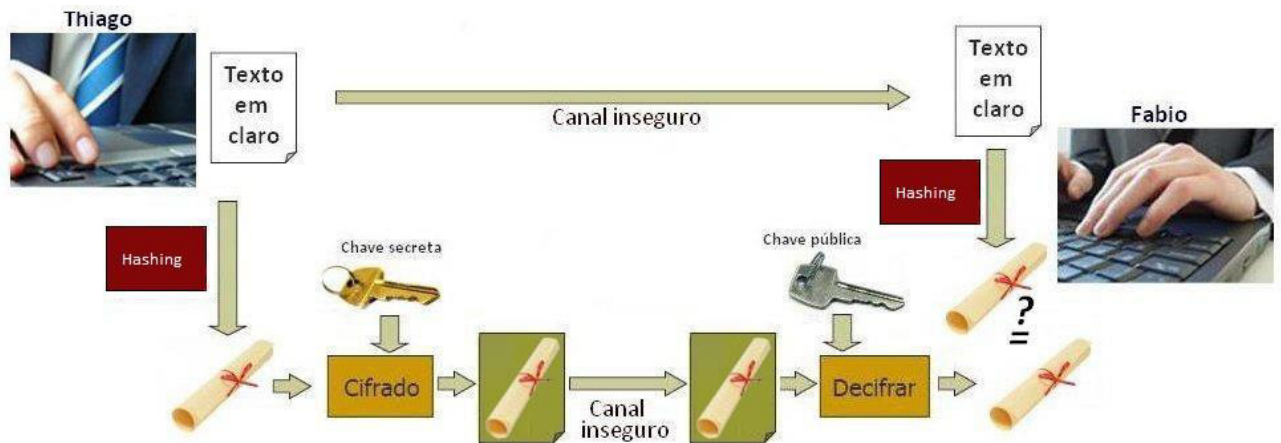 Thiago
Texto
em
claro
Canal inseguro
Texto
em
claro
Fabio
Hashing
Hashing
Chave secreta
Chave pública
?
=
Cifrado
Decifrar
Canal
inseguro